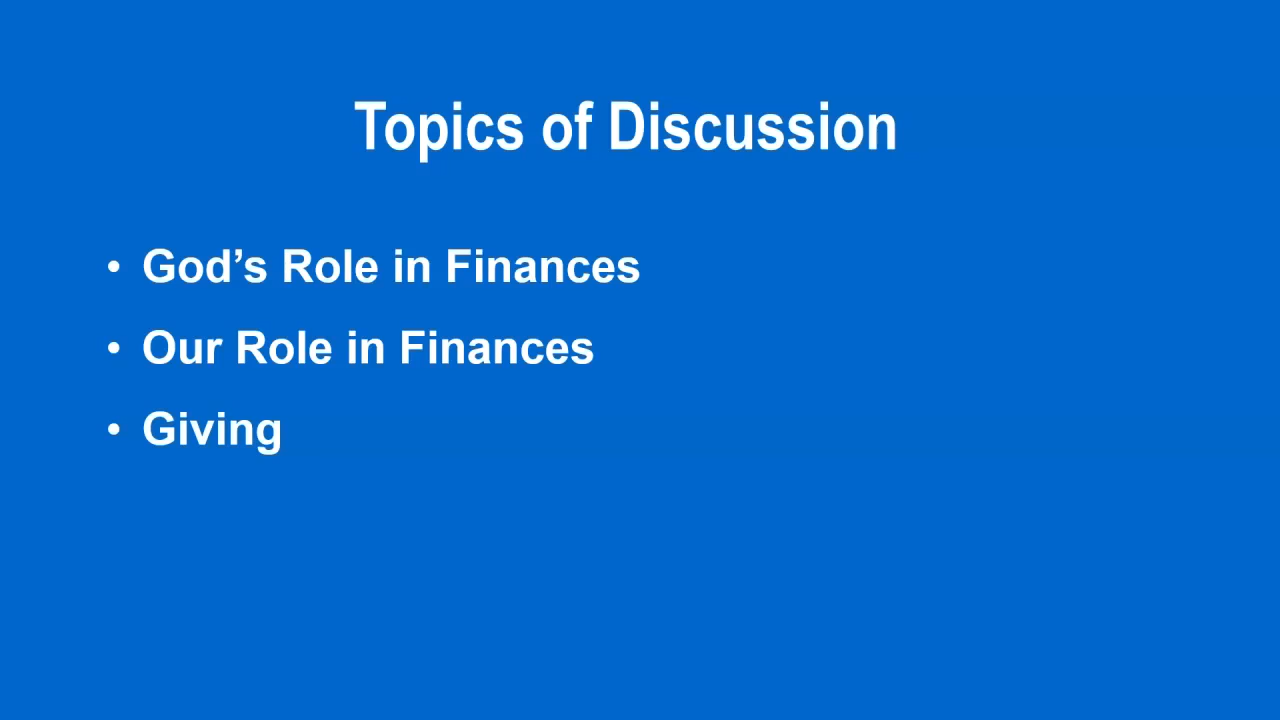 Topics of Discussion
• God’s Role in Finances
• Our Role in Finances
• Giving